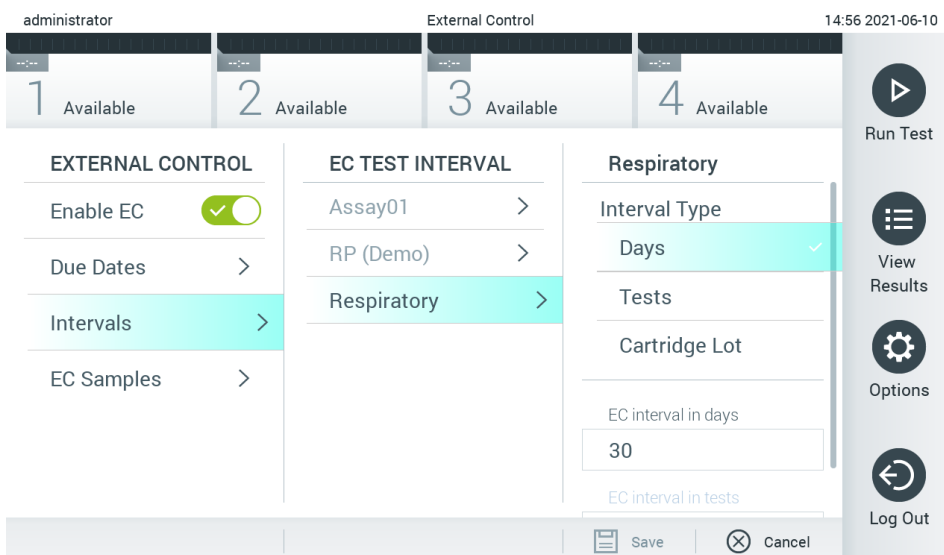 administrator
External Control
14:56 2021-06-10
--:--
--:--
--:--
--:--
1 Available
2 Available
3 Available
4 Available
Run Test
View
Results
Options
Log Out
EXTERNAL CONTROL
Enable EC
Due Dates
Intervals
EC Samples
EC TEST INTERVAL
Assay01
RP (Demo)
Respiratory
Respiratory
Interval Type
Days
Tests
Cartridge Lot
EC interval in days
30
EC interval in tests
Save
Cancel